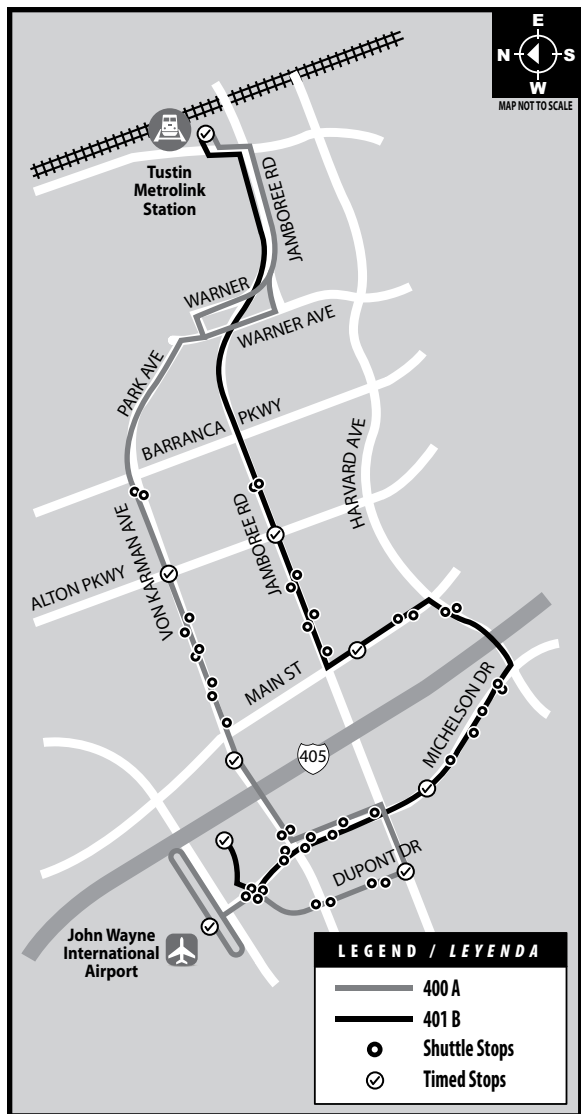 E
N
S
W
MAP NOT TO SCALE
Tustin
Metrolink
Station
JAMBOREE RD
WARNER
WARNER AVE
PARK AVE
BARRANCA PKWY
HARVARD AVE
JAMBOREE RD
VON KARMAN AVE
ALTON PKWY
MAIN ST
MICHELSON DR
405
DUPONT DR
John Wayne
International
Airport
LEGEND / LEYENDA
400 A
401 B
Shuttle Stops
Timed Stops